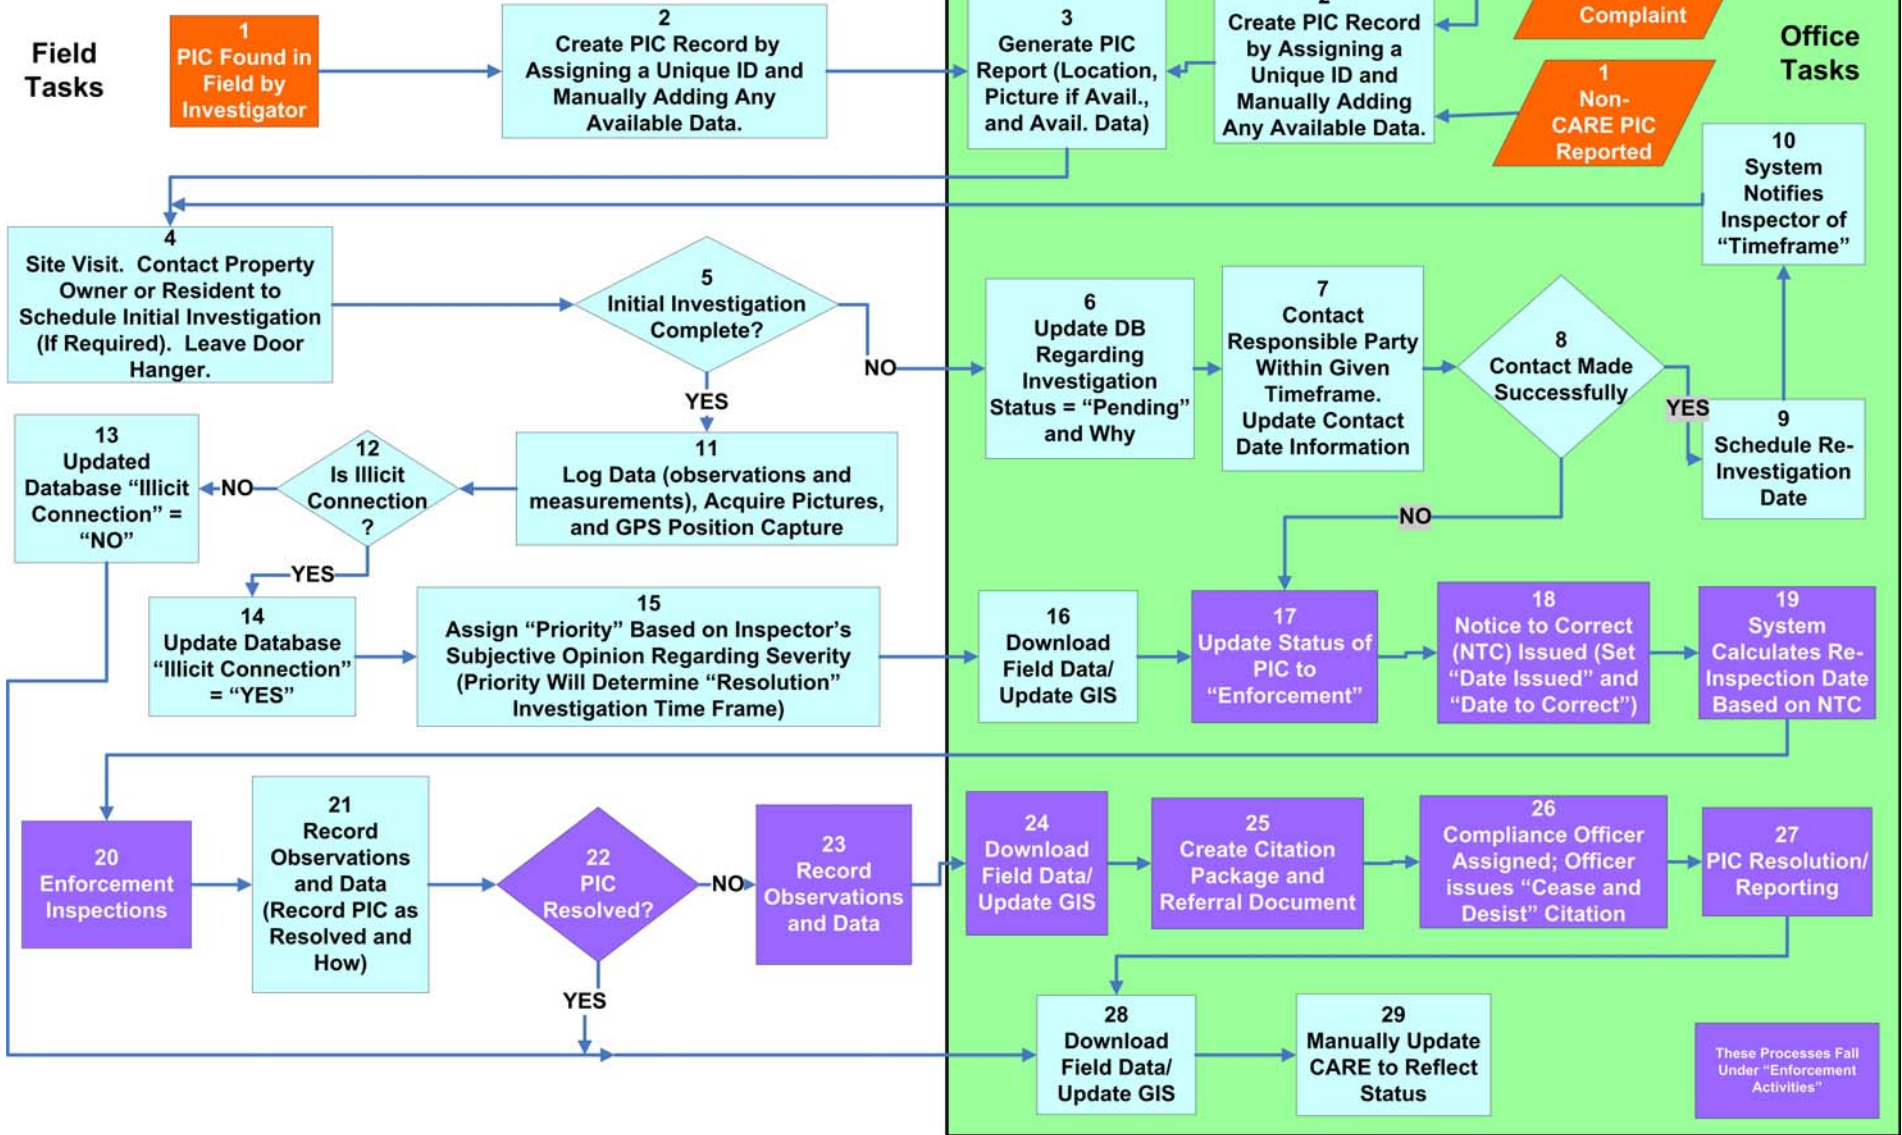 Field
Tasks
1
PIC Found in
Field by
Investigator
2
Create PIC Record by
Assigning a Unique ID and
Manually Adding Any
Available Data.
3
Generate PIC
Report (Location,
Picture if Avail.,
and Avail. Data)
Create PIC Record
by Assigning a
Unique ID and
Manually Adding
Any Available Data.
Complaint
1
Non-
CARE PIC
Reported
Office
Tasks
10
System
Notifies
Inspector of
“Timeframe”
4
Site Visit. Contact Property
Owner or Resident to
Schedule Initial Investigation
(If Required). Leave Door
Hanger.
5
Initial Investigation
Complete?
NO
YES
6
Update DB
Regarding
Investigation
Status = “Pending”
and Why
7
Contact
Responsible Party
Within Given
Timeframe.
Update Contact
Date Information
8
Contact Made
Successfully
YES
9
Schedule Re-
Investigation
Date
NO
13
Updated
Database “Illicit
Connection” =
“NO”
NO
12
Is Illicit
Connection
?
YES
11
Log Data (observations and
measurements), Acquire Pictures,
and GPS Position Capture
14
Update Database
“Illicit Connection”
= “YES”
15
Assign “Priority” Based on Inspector’s
Subjective Opinion Regarding Severity
(Priority Will Determine “Resolution”
Investigation Time Frame)
16
Download
Field Data/
Update GIS
17
Update Status of
PIC to
“Enforcement”
18
Notice to Correct
(NTC) Issued (Set
“Date Issued” and
“Date to Correct”)
19
System
Calculates Re-
Inspection Date
Based on NTC
20
Enforcement
Inspections
21
Record
Observations
and Data
(Record PIC as
Resolved and
How)
22
PIC
Resolved?
NO
YES
23
Record
Observations
and Data
24
Download
Field Data/
Update GIS
25
Create Citation
Package and
Referral Document
26
Compliance Officer
Assigned; Officer
issues “Cease and
Desist” Citation
27
PIC Resolution/
Reporting
28
Download
Field Data/
Update GIS
29
Manually Update
CARE to Reflect
Status
These Processes Fall
Under “Enforcement
Activities”